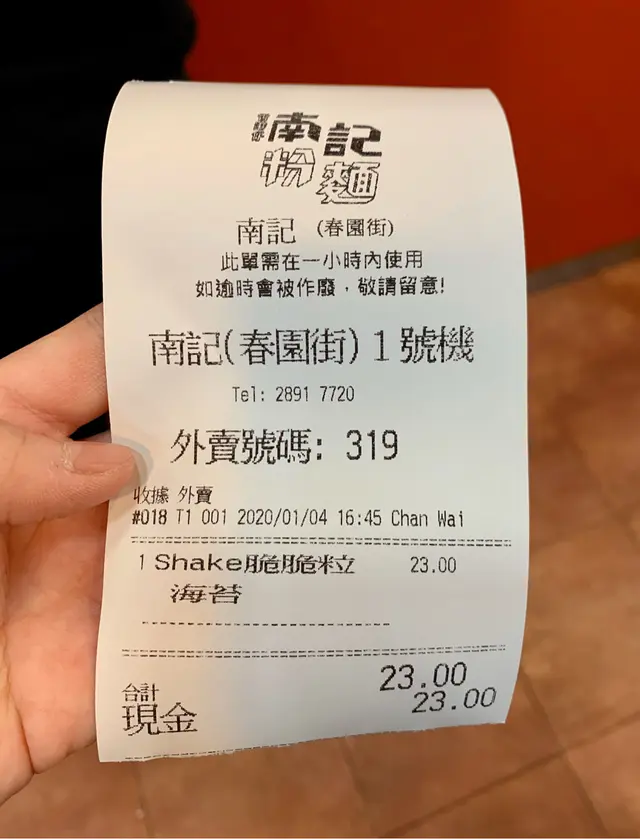 南記
粉麵
南記 (春園街)
此單需在一小時內使用
如逾時會被作廢,敬請留意!
南記(春園街) 1 號機
Tel: 2891 7720
外賣號碼: 319
收據 外賣
#018 T1 001 2020/01/04 16:45 Chan Wai
1 Shake脆脆粒 23.00
海苔
合計 23.00
現金 23.00